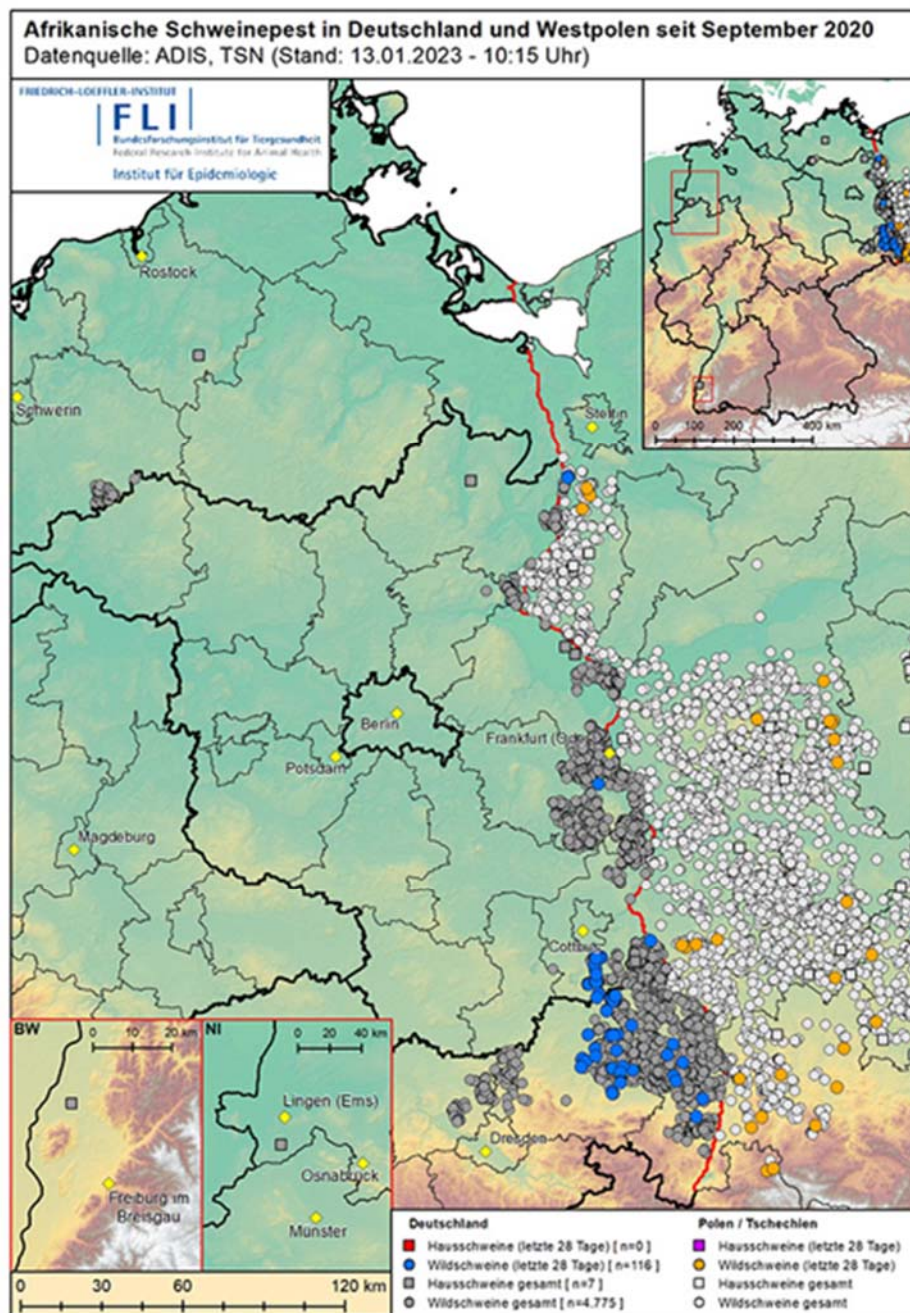 Afrikanische Schweinepest in Deutschland und Westpolen seit September 2020
Datenquelle: ADIS, TSN (Stand: 13.01.2023 - 10:15 Uhr)
FRIEDRICH-LOEFFLER-INSTITUT
FLI
Bundesforschungsinstitut für Tiergesundheit
Federal Research Institute for Animal Health
Institut für Epidemiologie
0 100 200 400 km
Rostock
Schwerin
Stettin
Berlin
Potsdam
Frankfurt (O
Magdeburg
Cottbus
Dresden
BW
0 10 20 km
Freiburg im
Breisgau
NI
0 20 40 km
Lingen (Ems)
Osnabrück
Münster
0 30 60 120 km
Deutschland
Hausschweine (letzte 28 Tage) [ n=0 ]
Wildschweine (letzte 28 Tage) [ n=116 ]
Hausschweine gesamt [ n=7 ]
Wildschweine gesamt [ n=4.775 ]
Polen / Tschechien
Hausschweine (letzte 28 Tage)
Wildschweine (letzte 28 Tage)
Hausschweine gesamt
Wildschweine gesamt